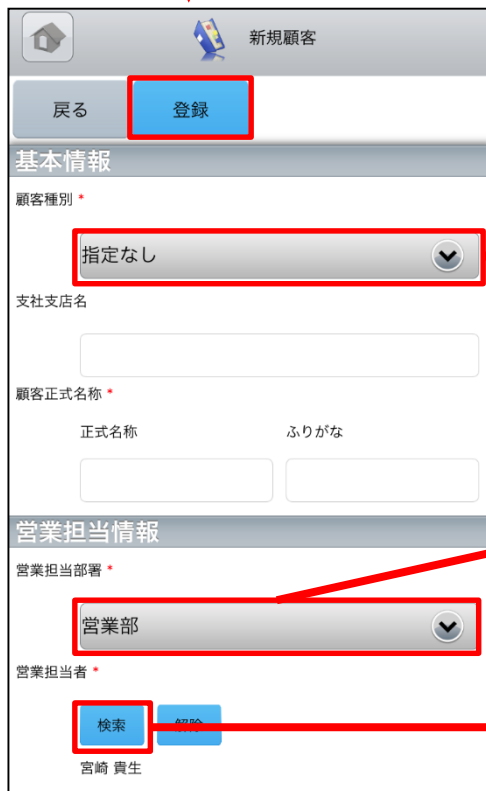 新規顧客
戻る 登録
基本情報
顧客種別 *
指定なし
支社支店名
顧客正式名称 *
正式名称 ふりがな
営業担当情報
営業担当部署 *
営業部
営業担当者 *
検索 解除
宮崎 貴生